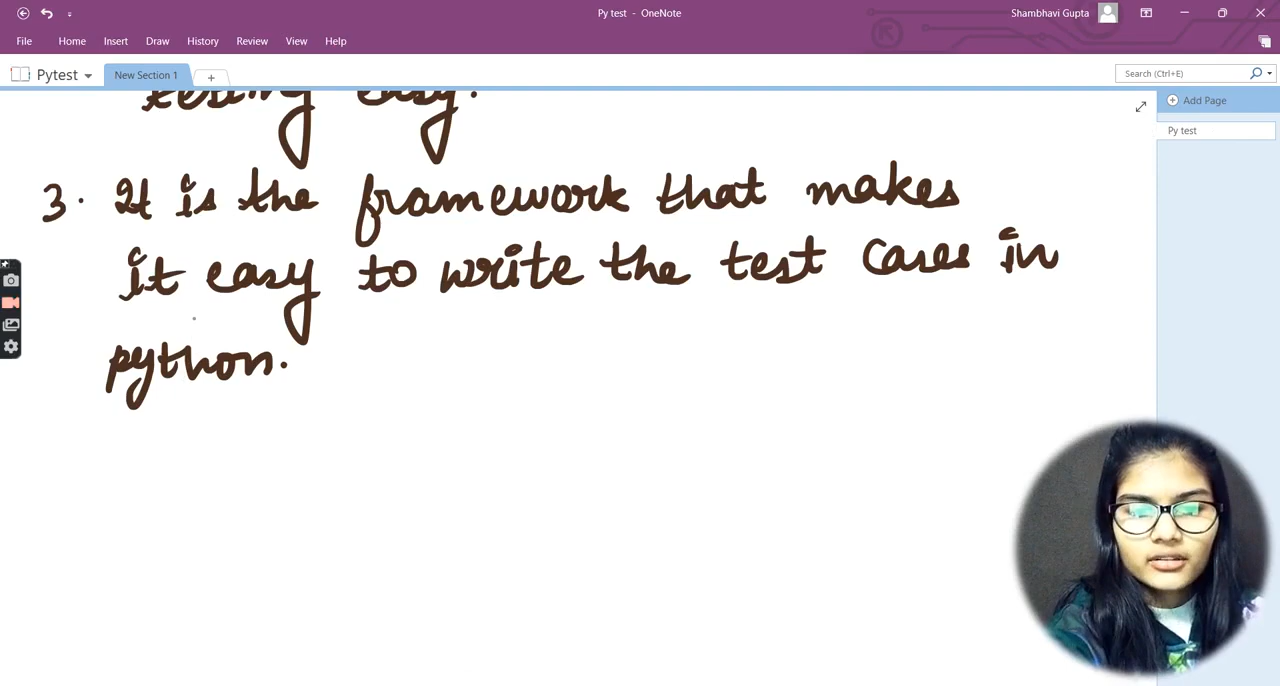 Py test - OneNote
Shambhavi Gupta
File Home Insert Draw History Review View Help
Pytest
New Section 1
Search (Ctrl+E)
Add Page
Py test
testing easy.
3. It is the framework that makes
it easy to write the test cases in
python.